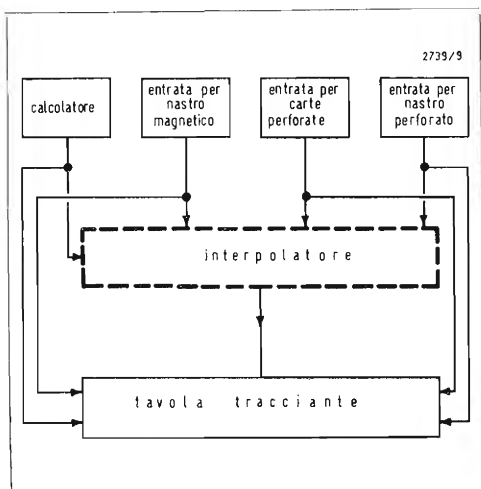 2739/9
calcolatore
entrata per
nastro
magnetico
entrata per
carte
perforate
entrata per
nastro
perforato
interpolatore
tavola tracciante